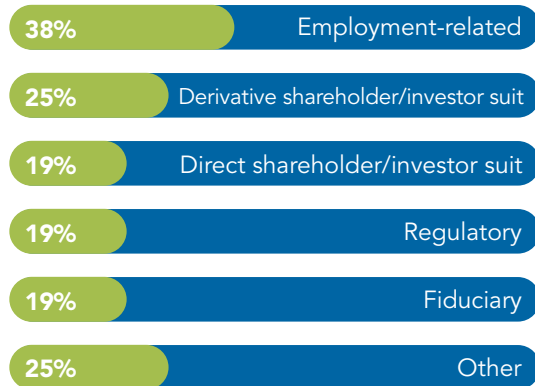 38% Employment-related
25% Derivative shareholder/investor suit
19% Direct shareholder/investor suit
19% Regulatory
19% Fiduciary
25% Other